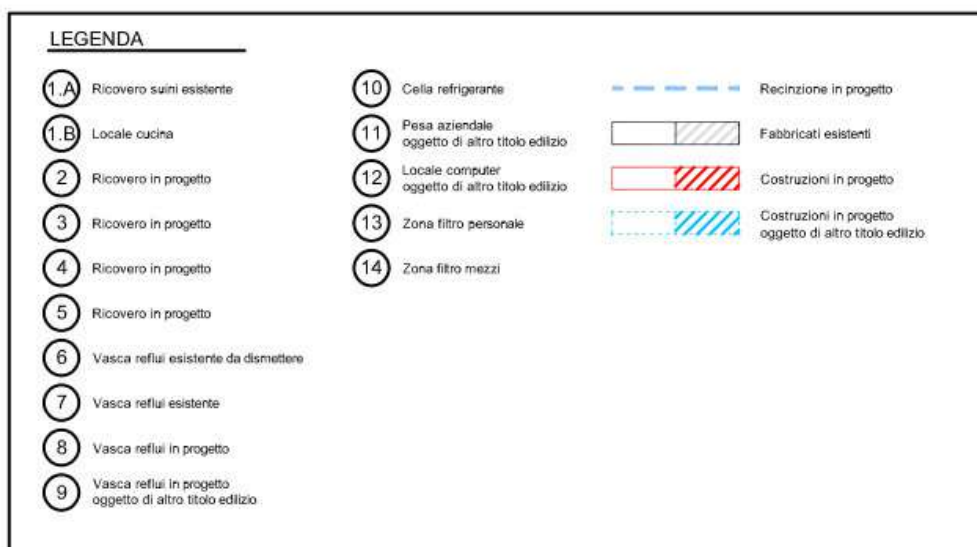 LEGENDA
1.A Ricovero suini esistente
1.B Locale cucina
2 Ricovero in progetto
3 Ricovero in progetto
4 Ricovero in progetto
5 Ricovero in progetto
6 Vasca reflui esistente da dismettere
7 Vasca reflui esistente
8 Vasca reflui in progetto
9 Vasca reflui in progetto
oggetto di altro titolo edilizio
10 Cella refrigerante
11 Pesa aziendale
oggetto di altro titolo edilizio
12 Locale computer
oggetto di altro titolo edilizio
13 Zona filtro personale
14 Zona filtro mezzi
Recinzione in progetto
Fabbricati esistenti
Costruzioni in progetto
Costruzioni in progetto
oggetto di altro titolo edilizio